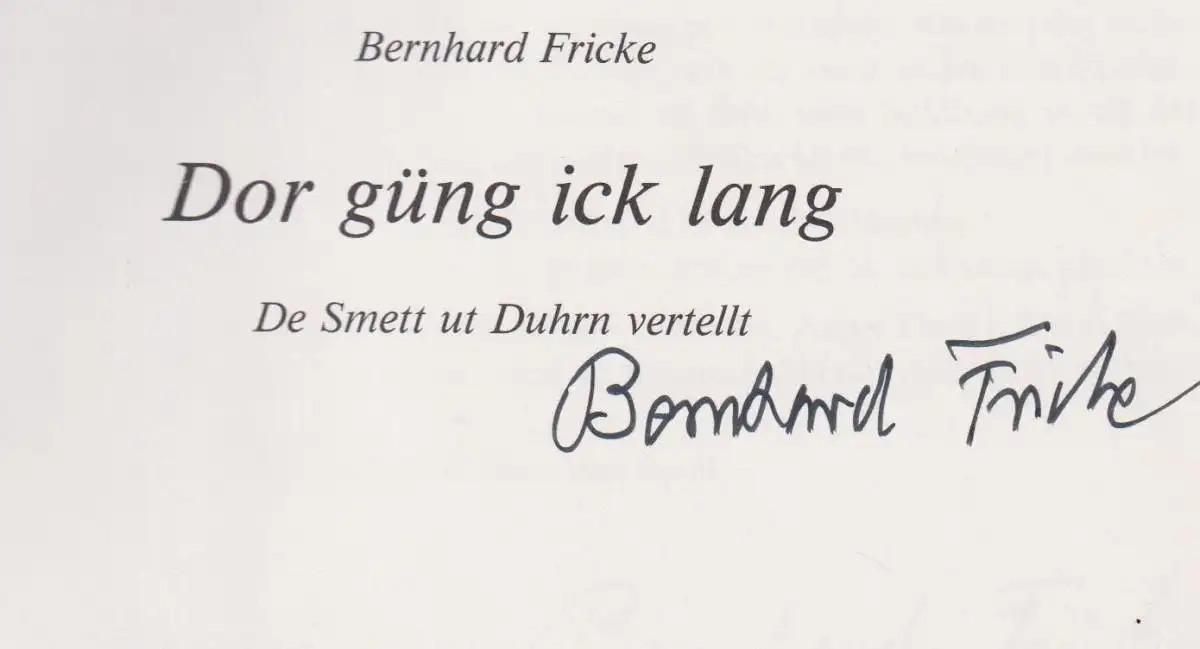 Bernhard Fricke
Dor güng ick lang
De Smett ut Duhrn vertellt
Bernhard Fricke